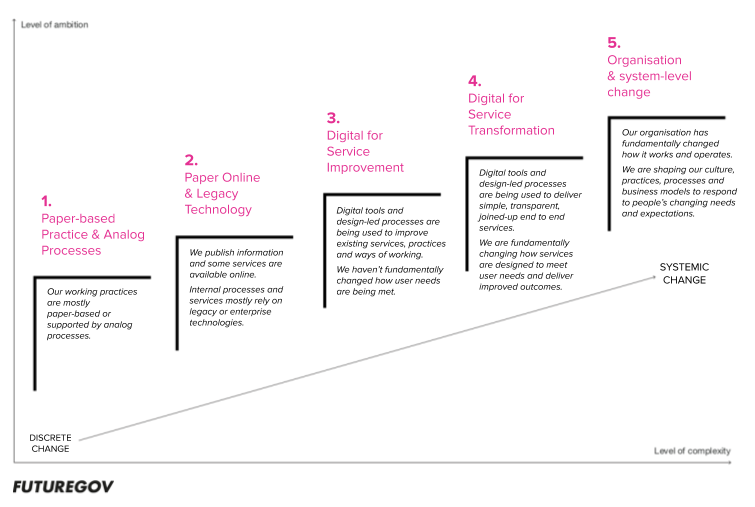 Level of ambition
1.
Paper-based
Practice & Analog
Processes
Our working practices
are mostly
paper-based or
supported by analog
processes.
2.
Paper Online
& Legacy
Technology
We publish information
and some services are
available online.
Internal processes and
services mostly rely on
legacy or enterprise
technologies.
3.
Digital for
Service
Improvement
Digital tools and
design-led processes are
being used to improve
existing services, practices
and ways of working.
We haven't fundamentally
changed how user needs
are being met.
4.
Digital for
Service
Transformation
Digital tools and
design-led processes
are being used to deliver
simple, transparent,
joined-up end to end
services.
We are fundamentally
changing how services
are designed to meet
user needs and deliver
improved outcomes.
5.
Organisation
& system-level
change
Our organisation has
fundamentally changed
how it works and operates.
We are shaping our culture,
practices, processes and
business models to respond
to people's changing needs
and expectations.
SYSTEMIC
CHANGE
DISCRETE
CHANGE
Level of complexity
FUTUREGOV